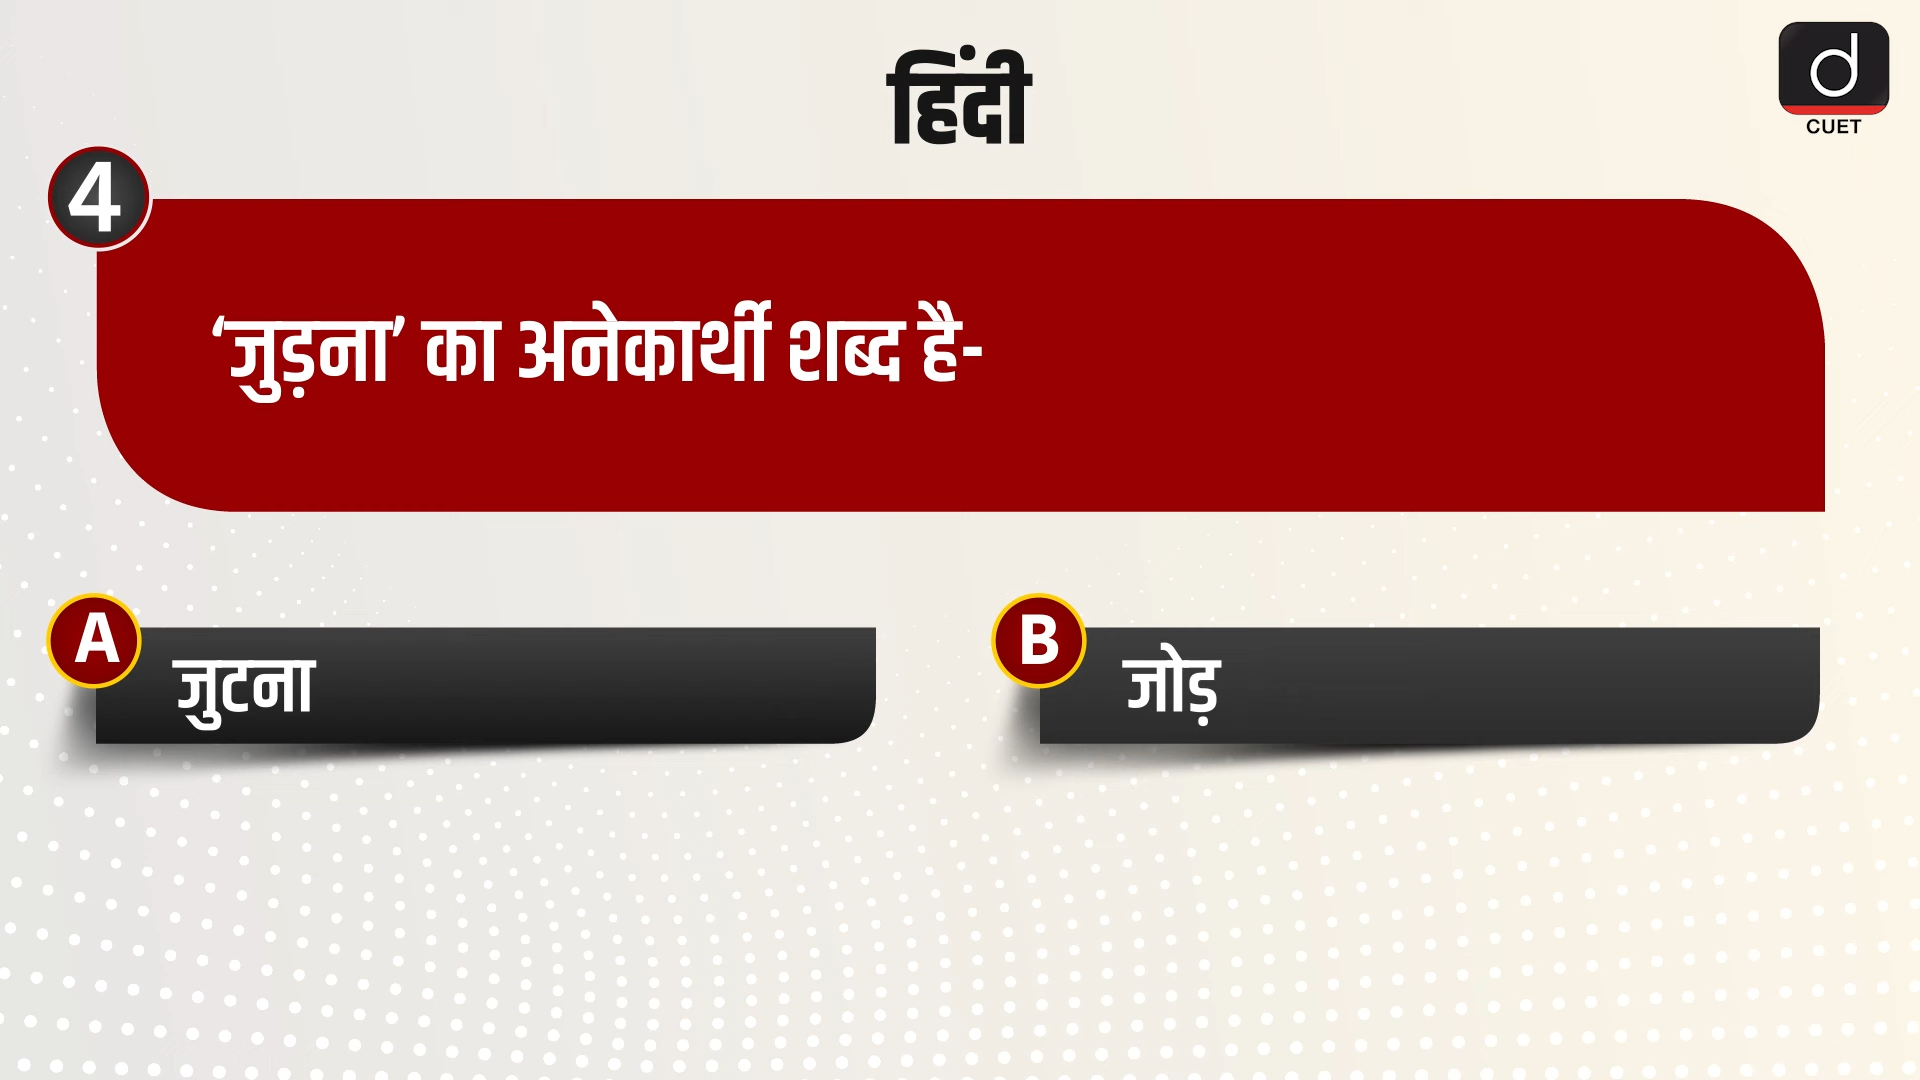 हिंदी
d
CUET
4
‘जुड़ना’ का अनेकार्थी शब्द है-
A
जुटना
B
जोड़